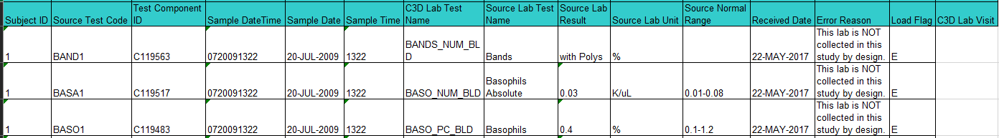 Subject ID Source Test Code Test Component ID Sample DateTime Sample Date Sample Time C3D Lab Test Name Source Lab Test Name Source Lab Result Source Lab Unit Source Normal Range Received Date Error Reason Load Flag C3D Lab Visit
1 BAND1 C119563 0720091322 20-JUL-2009 1322 BANDS_NUM_BLD Bands with Polys % 22-MAY-2017 This lab is NOT collected in this study by design. E
1 BASA1 C119517 0720091322 20-JUL-2009 1322 BASO_NUM_BLD Basophils Absolute 0.03 K/uL 0.01-0.08 22-MAY-2017 This lab is NOT collected in this study by design. E
1 BASO1 C119483 0720091322 20-JUL-2009 1322 BASO_PC_BLD Basophils 0.4 % 0.1-1.2 22-MAY-2017 This lab is NOT collected in this study by design. E